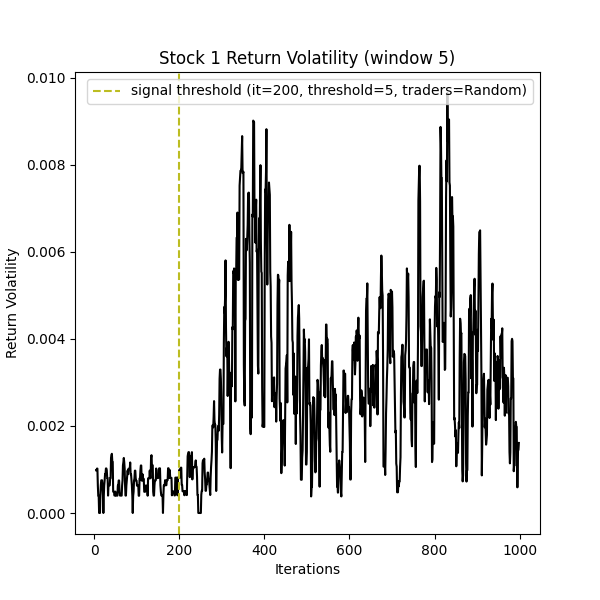 Stock 1 Return Volatility (window 5)
signal threshold (it=200, threshold=5, traders=Random)
Return Volatility
0.010
0.008
0.006
0.004
0.002
0.000
0 200 400 600 800 1000
Iterations